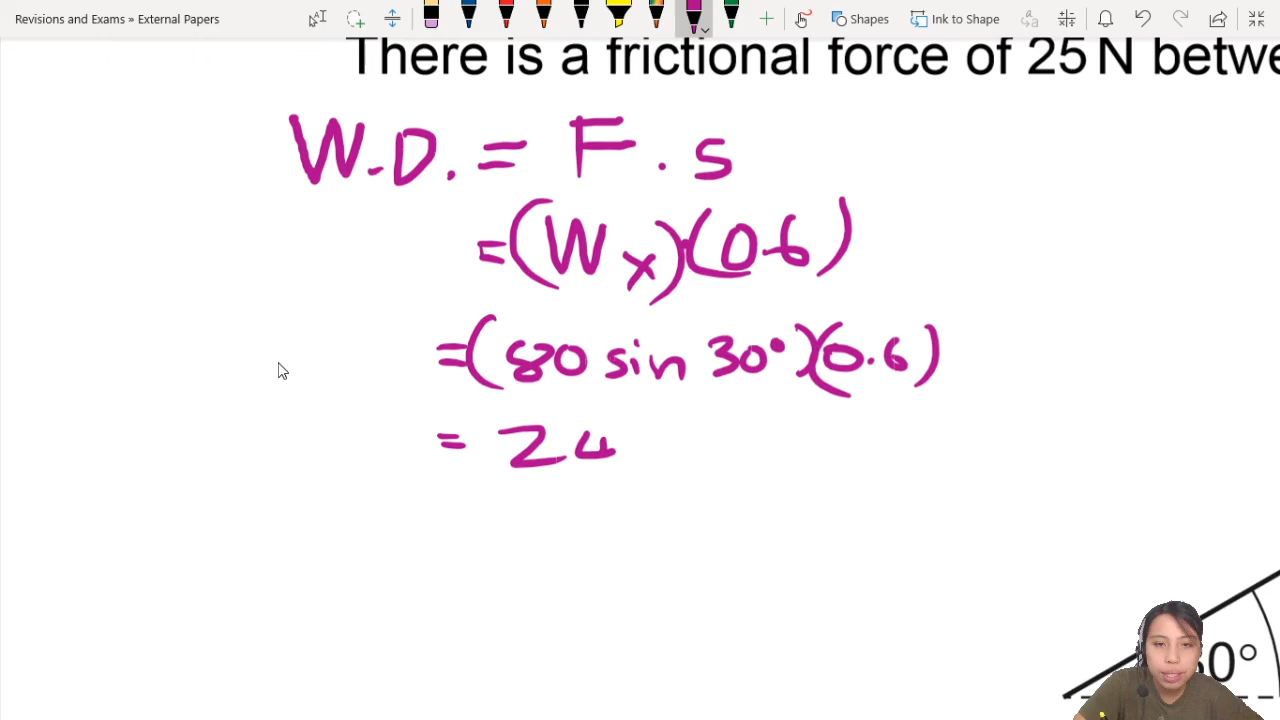 Revisions and Exams » External Papers
Shapes
Ink to Shape
There is a frictional force of 25 N betwe
W.D. = F . s
=(Wx)(0.6)
=(80 sin 30°)(0.6)
= 24
0°